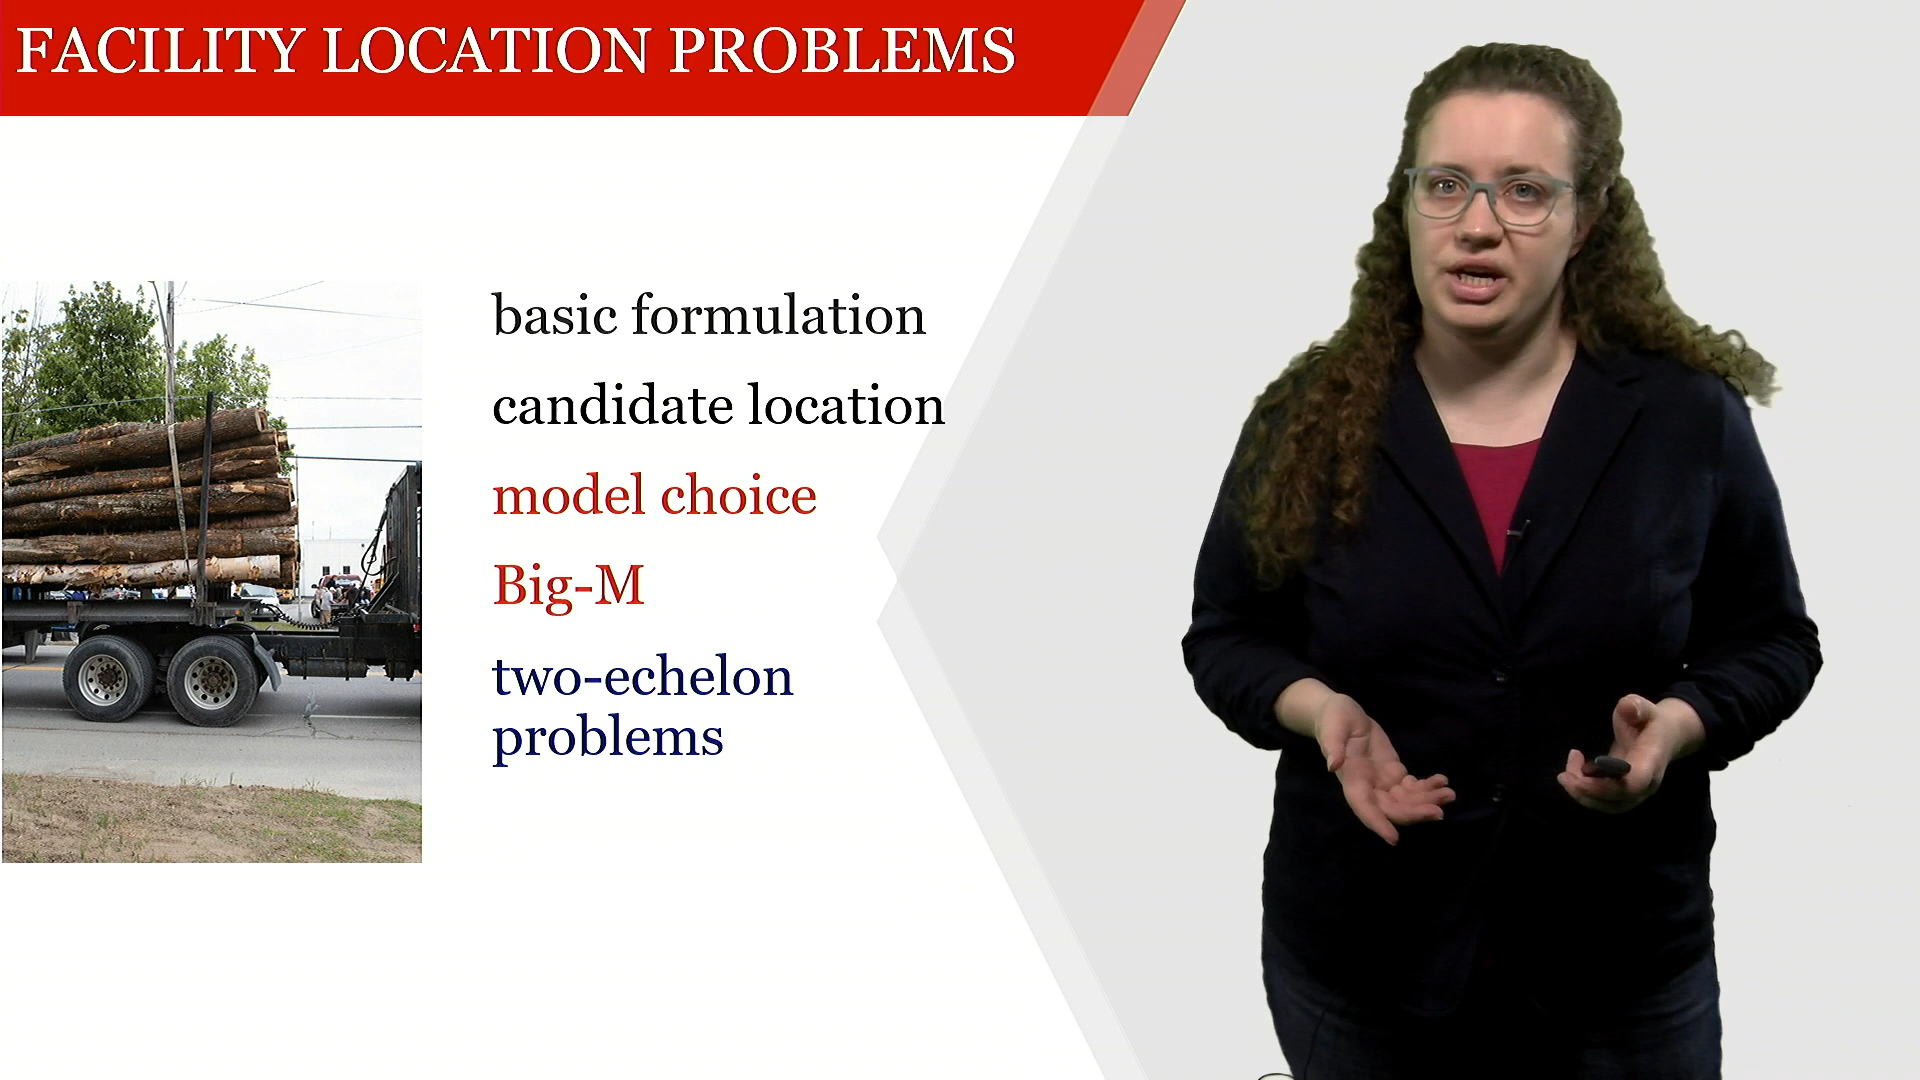 FACILITY LOCATION PROBLEMS
basic formulation
candidate location
model choice
Big-M
two-echelon
problems